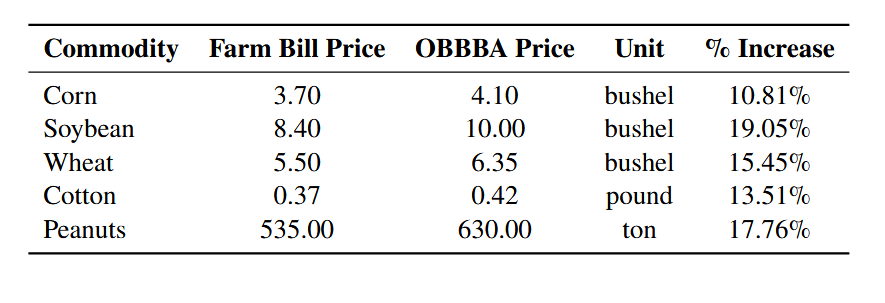 Commodity Farm Bill Price OBBBA Price Unit % Increase
Corn 3.70 4.10 bushel 10.81%
Soybean 8.40 10.00 bushel 19.05%
Wheat 5.50 6.35 bushel 15.45%
Cotton 0.37 0.42 pound 13.51%
Peanuts 535.00 630.00 ton 17.76%